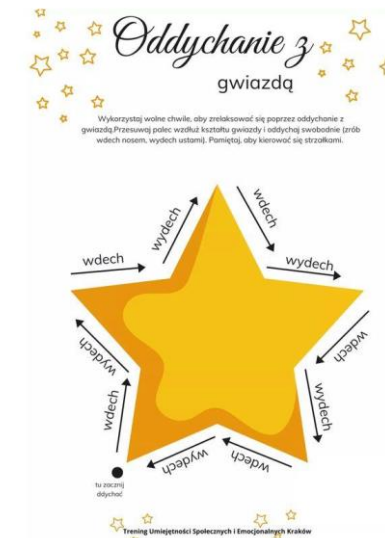 Oddychanie z
gwiazdą
Wykorzystaj wolne chwile, aby zrelaksować się poprzez oddychanie z
gwiazdą.Przesuwaj palec wzdłuż kształtu gwiazdy i oddychaj swobodnie (zrób
wdech nosem, wydech ustami). Pamiętaj, aby kierować się strzałkami.
wdech
wydech
wdech
wydech
wdech
wydech
wdech
wydech
wdech
wydech
tu zacznij
ddychać
Trening Umiejętności Społecznych i Emocjonalnych Kraków